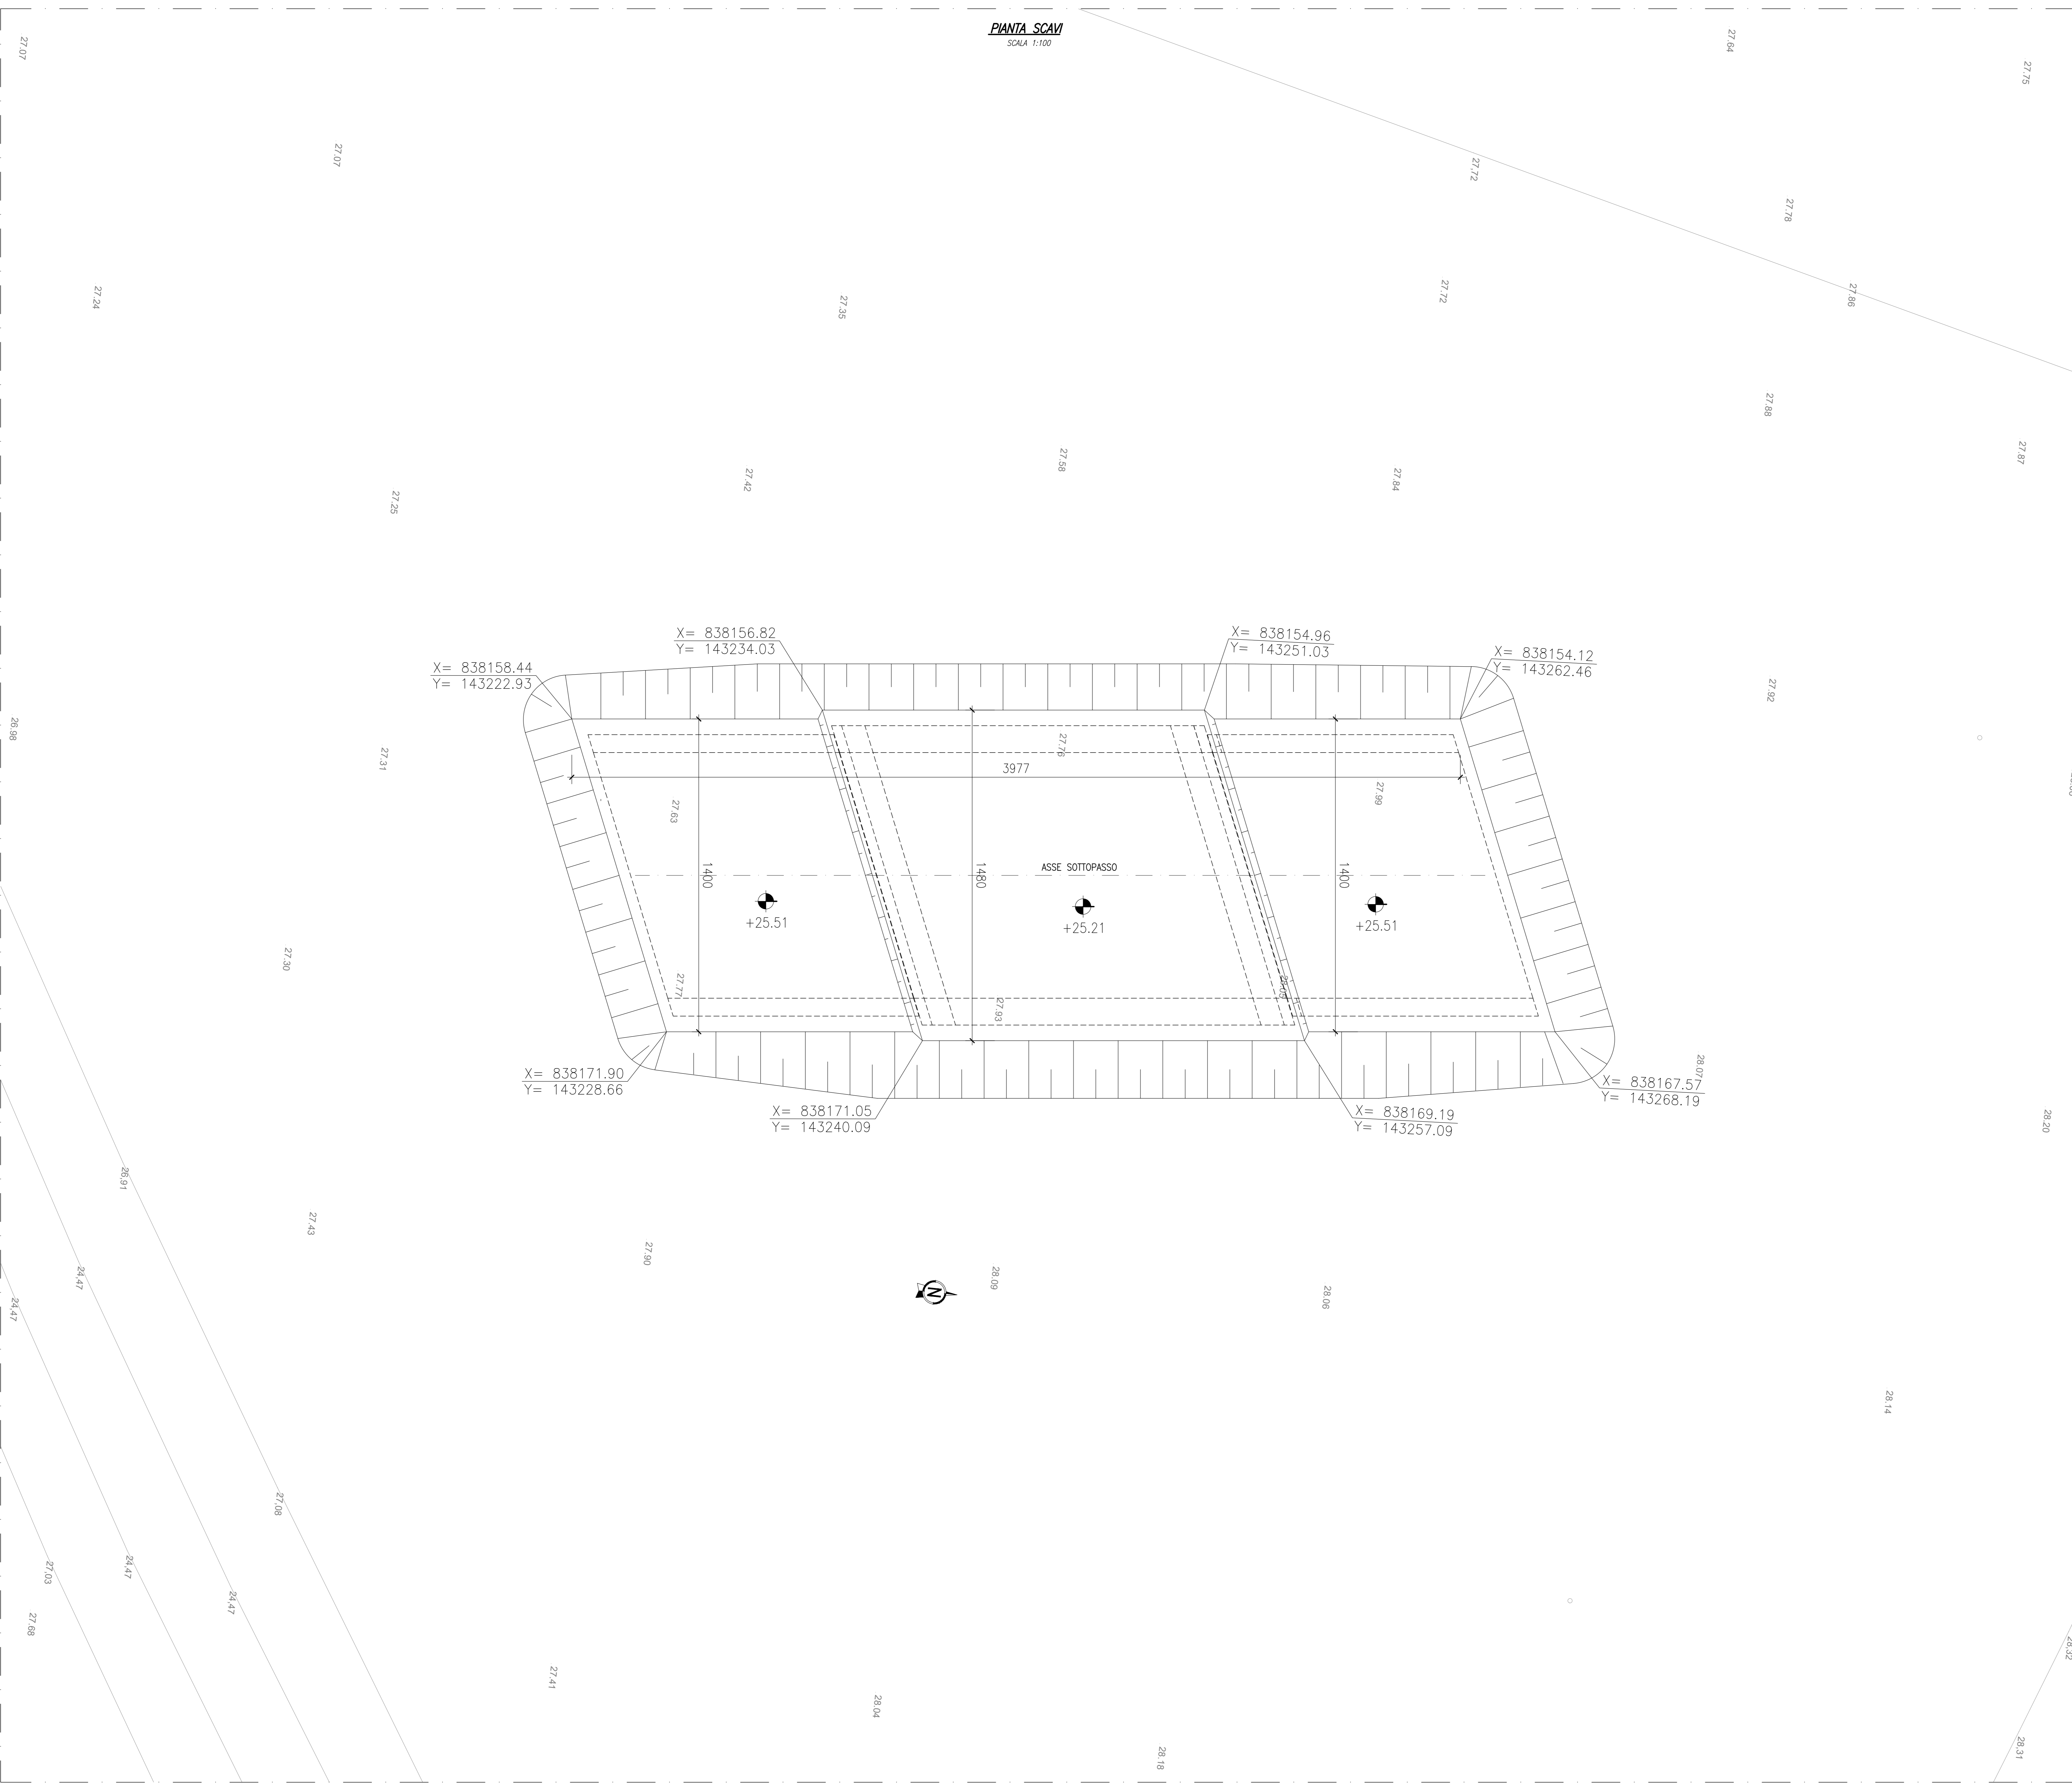 PIANTA SCAVI
SCALA 1:100
27.07
27.64
27.75
27.07
27.72
27.78
27.24
27.35
27.72
27.86
27.88
27.87
27.42
27.58
27.84
27.25
X= 838156.82
Y= 143234.03
X= 838154.96
Y= 143251.03
X= 838154.12
Y= 143262.46
X= 838158.44
Y= 143222.93
27.92
26.98
27.31
27.76
3977
27.63
27.99
1400
1480
1400
ASSE SOTTOPASSO
+25.51
+25.21
+25.51
27.30
27.77
27.93
28.07
X= 838171.90
Y= 143228.66
X= 838167.57
Y= 143268.19
X= 838171.05
Y= 143240.09
X= 838169.19
Y= 143257.09
28.20
26.91
27.43
27.90
24.47
28.09
N
28.06
24.47
28.14
27.08
27.03
24.47
24.47
27.68
28.32
27.41
28.04
28.18
28.31